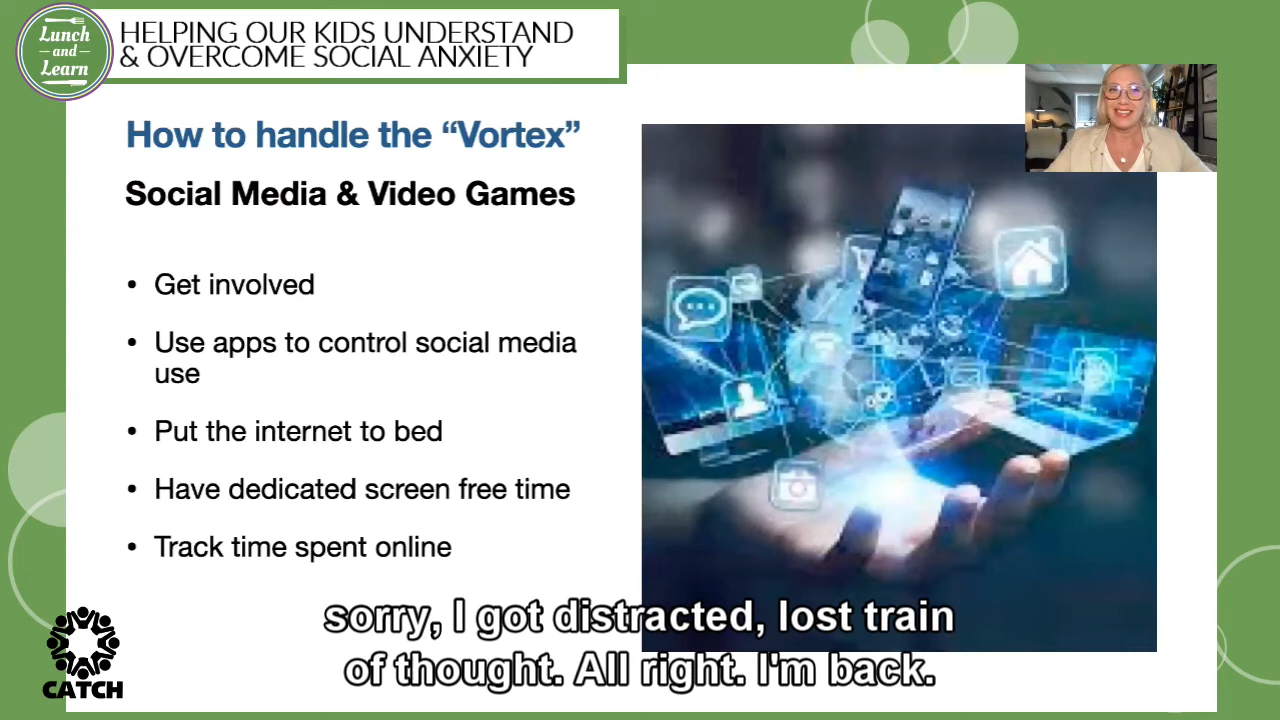 Lunch
and
Learn
HELPING OUR KIDS UNDERSTAND
& OVERCOME SOCIAL ANXIETY
How to handle the “Vortex”
Social Media & Video Games
• Get involved
• Use apps to control social media
use
• Put the internet to bed
• Have dedicated screen free time
• Track time spent online
sorry, I got distracted, lost train
of thought. All right. I'm back.
CATCH